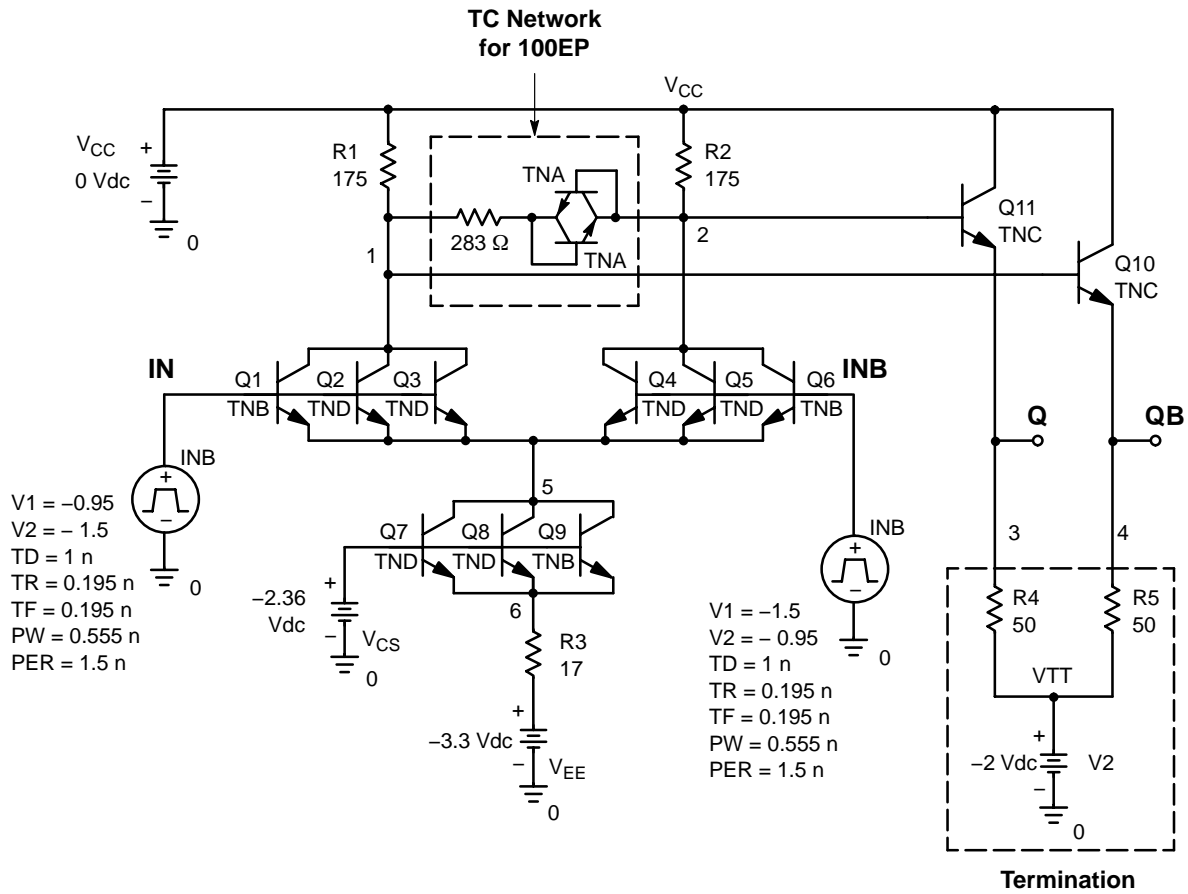 TC Network
for 100EP
VCC
VCC
+
0 Vdc
−
0
R1
175
TNA
283 Ω
TNA
R2
175
1
2
Q11
TNC
Q10
TNC
IN
Q1
TNB
Q2
TND
Q3
TND
Q4
TND
Q5
TND
Q6
TNB
INB
INB
+
−
0
V1 = −0.95
V2 = − 1.5
TD = 1 n
TR = 0.195 n
TF = 0.195 n
PW = 0.555 n
PER = 1.5 n
5
Q7
TND
Q8
TND
Q9
TNB
−2.36
Vdc
+
−
VCS
0
6
R3
17
+
−3.3 Vdc
−
VEE
0
INB
+
−
0
V1 = −1.5
V2 = − 0.95
TD = 1 n
TR = 0.195 n
TF = 0.195 n
PW = 0.555 n
PER = 1.5 n
Q
QB
3
4
R4
50
R5
50
VTT
+
−2 Vdc
−
V2
0
Termination